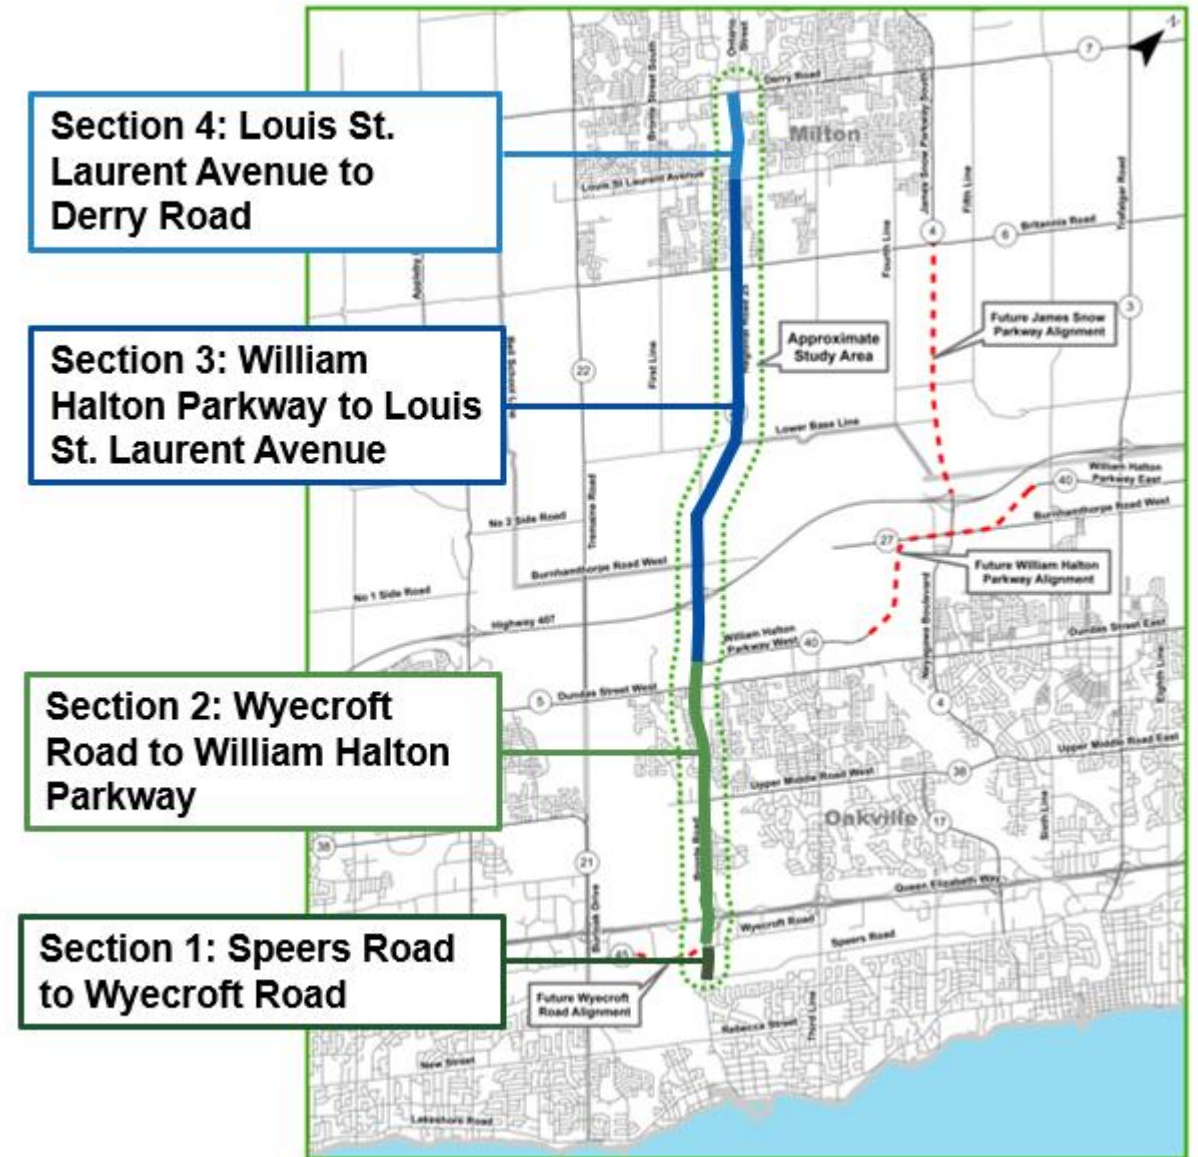 Section 4: Louis St.
Laurent Avenue to
Derry Road
Section 3: William
Halton Parkway to Louis
St. Laurent Avenue
Section 2: Wyecroft
Road to William Halton
Parkway
Section 1: Speers Road
to Wyecroft Road
Ontario
Street
Bronte Street South
Derry Road
7
Milton
James Snow Parkway South
Louis St Laurent Avenue
Fifth Line
Trafalgar Road
Britannia Road
4
6
Fourth Line
Appleby
Regional Road 25
Future James Snow
Parkway Alignment
3
Approximate
Study Area
First Line
22
Lower Base Line
William Halton
Parkway East
40
Tremaine Road
No 2 Side Road
Burnhamthorpe Road West
27
Burnhamthorpe Road West
Future William Halton
Parkway Alignment
No 1 Side Road
Highway 407
William Halton
Parkway West
40
Neyagawa Boulevard
Dundas Street East
Eighth Line
5
Dundas Street West
4
Upper Middle Road East
Upper Middle Road West
38
Oakville
17
Sixth Line
Bronte Road
38
21
Queen Elizabeth Way
Burloak Drive
Wyecroft Road
Speers Road
Future Wyecroft
Road Alignment
Third Line
Rebecca Street
New Street
Lakeshore Road